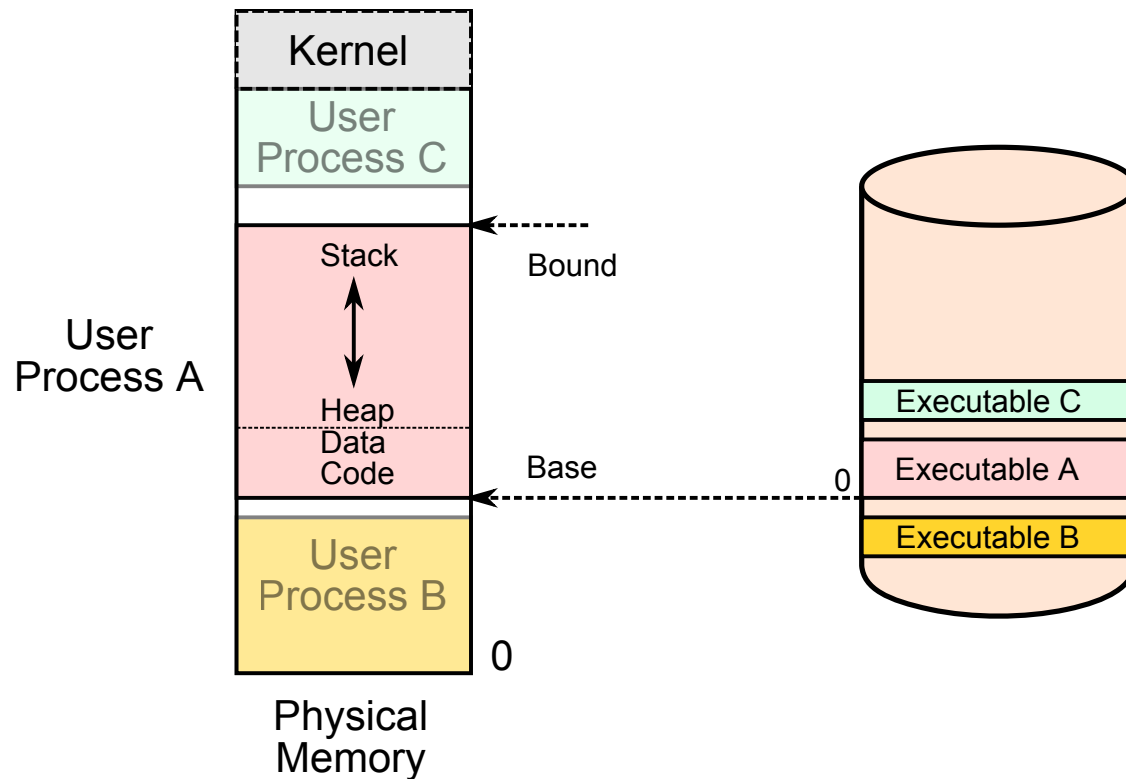 Kernel
User
Process C
Stack
Bound
User
Process A
Heap
Data
Code
Base
0
Executable C
Executable A
Executable B
User
Process B
0
Physical
Memory